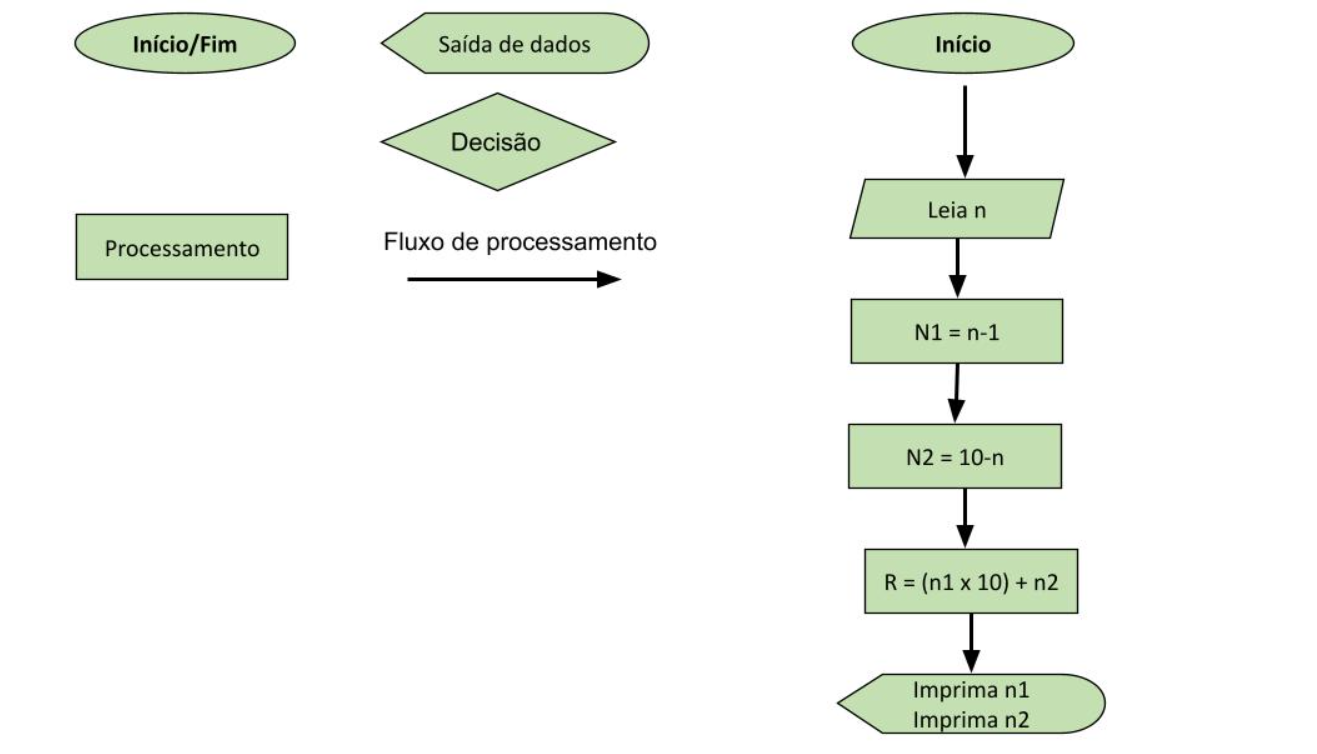 Início/Fim
Saída de dados
Decisão
Processamento
Fluxo de processamento
Início
Leia n
N1 = n-1
N2 = 10-n
R = (n1 x 10) + n2
Imprima n1
Imprima n2